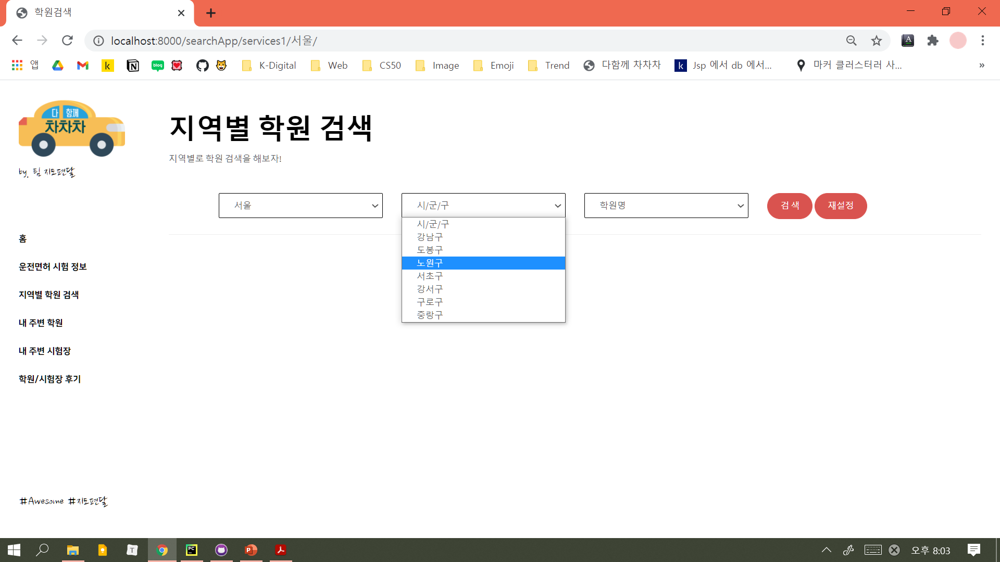 학원검색
localhost:8000/searchApp/services1/서울/
앱 k N blog K-Digital Web CS50 Image Emoji Trend 다함께 차차차 k Jsp 에서 db 에서... 마커 클러스터러 사... »
다 함께
차차차
by. 팀 지도편달
지역별 학원 검색
지역별로 학원 검색을 해보자!
서울 시/군/구 학원명 검 색 재설정
시/군/구
강남구
도봉구
노원구
서초구
강서구
구로구
중랑구
홈
운전면허 시험 정보
지역별 학원 검색
내 주변 학원
내 주변 시험장
학원/시험장 후기
#Awesome #지도편달
T PC P 오후 8:03